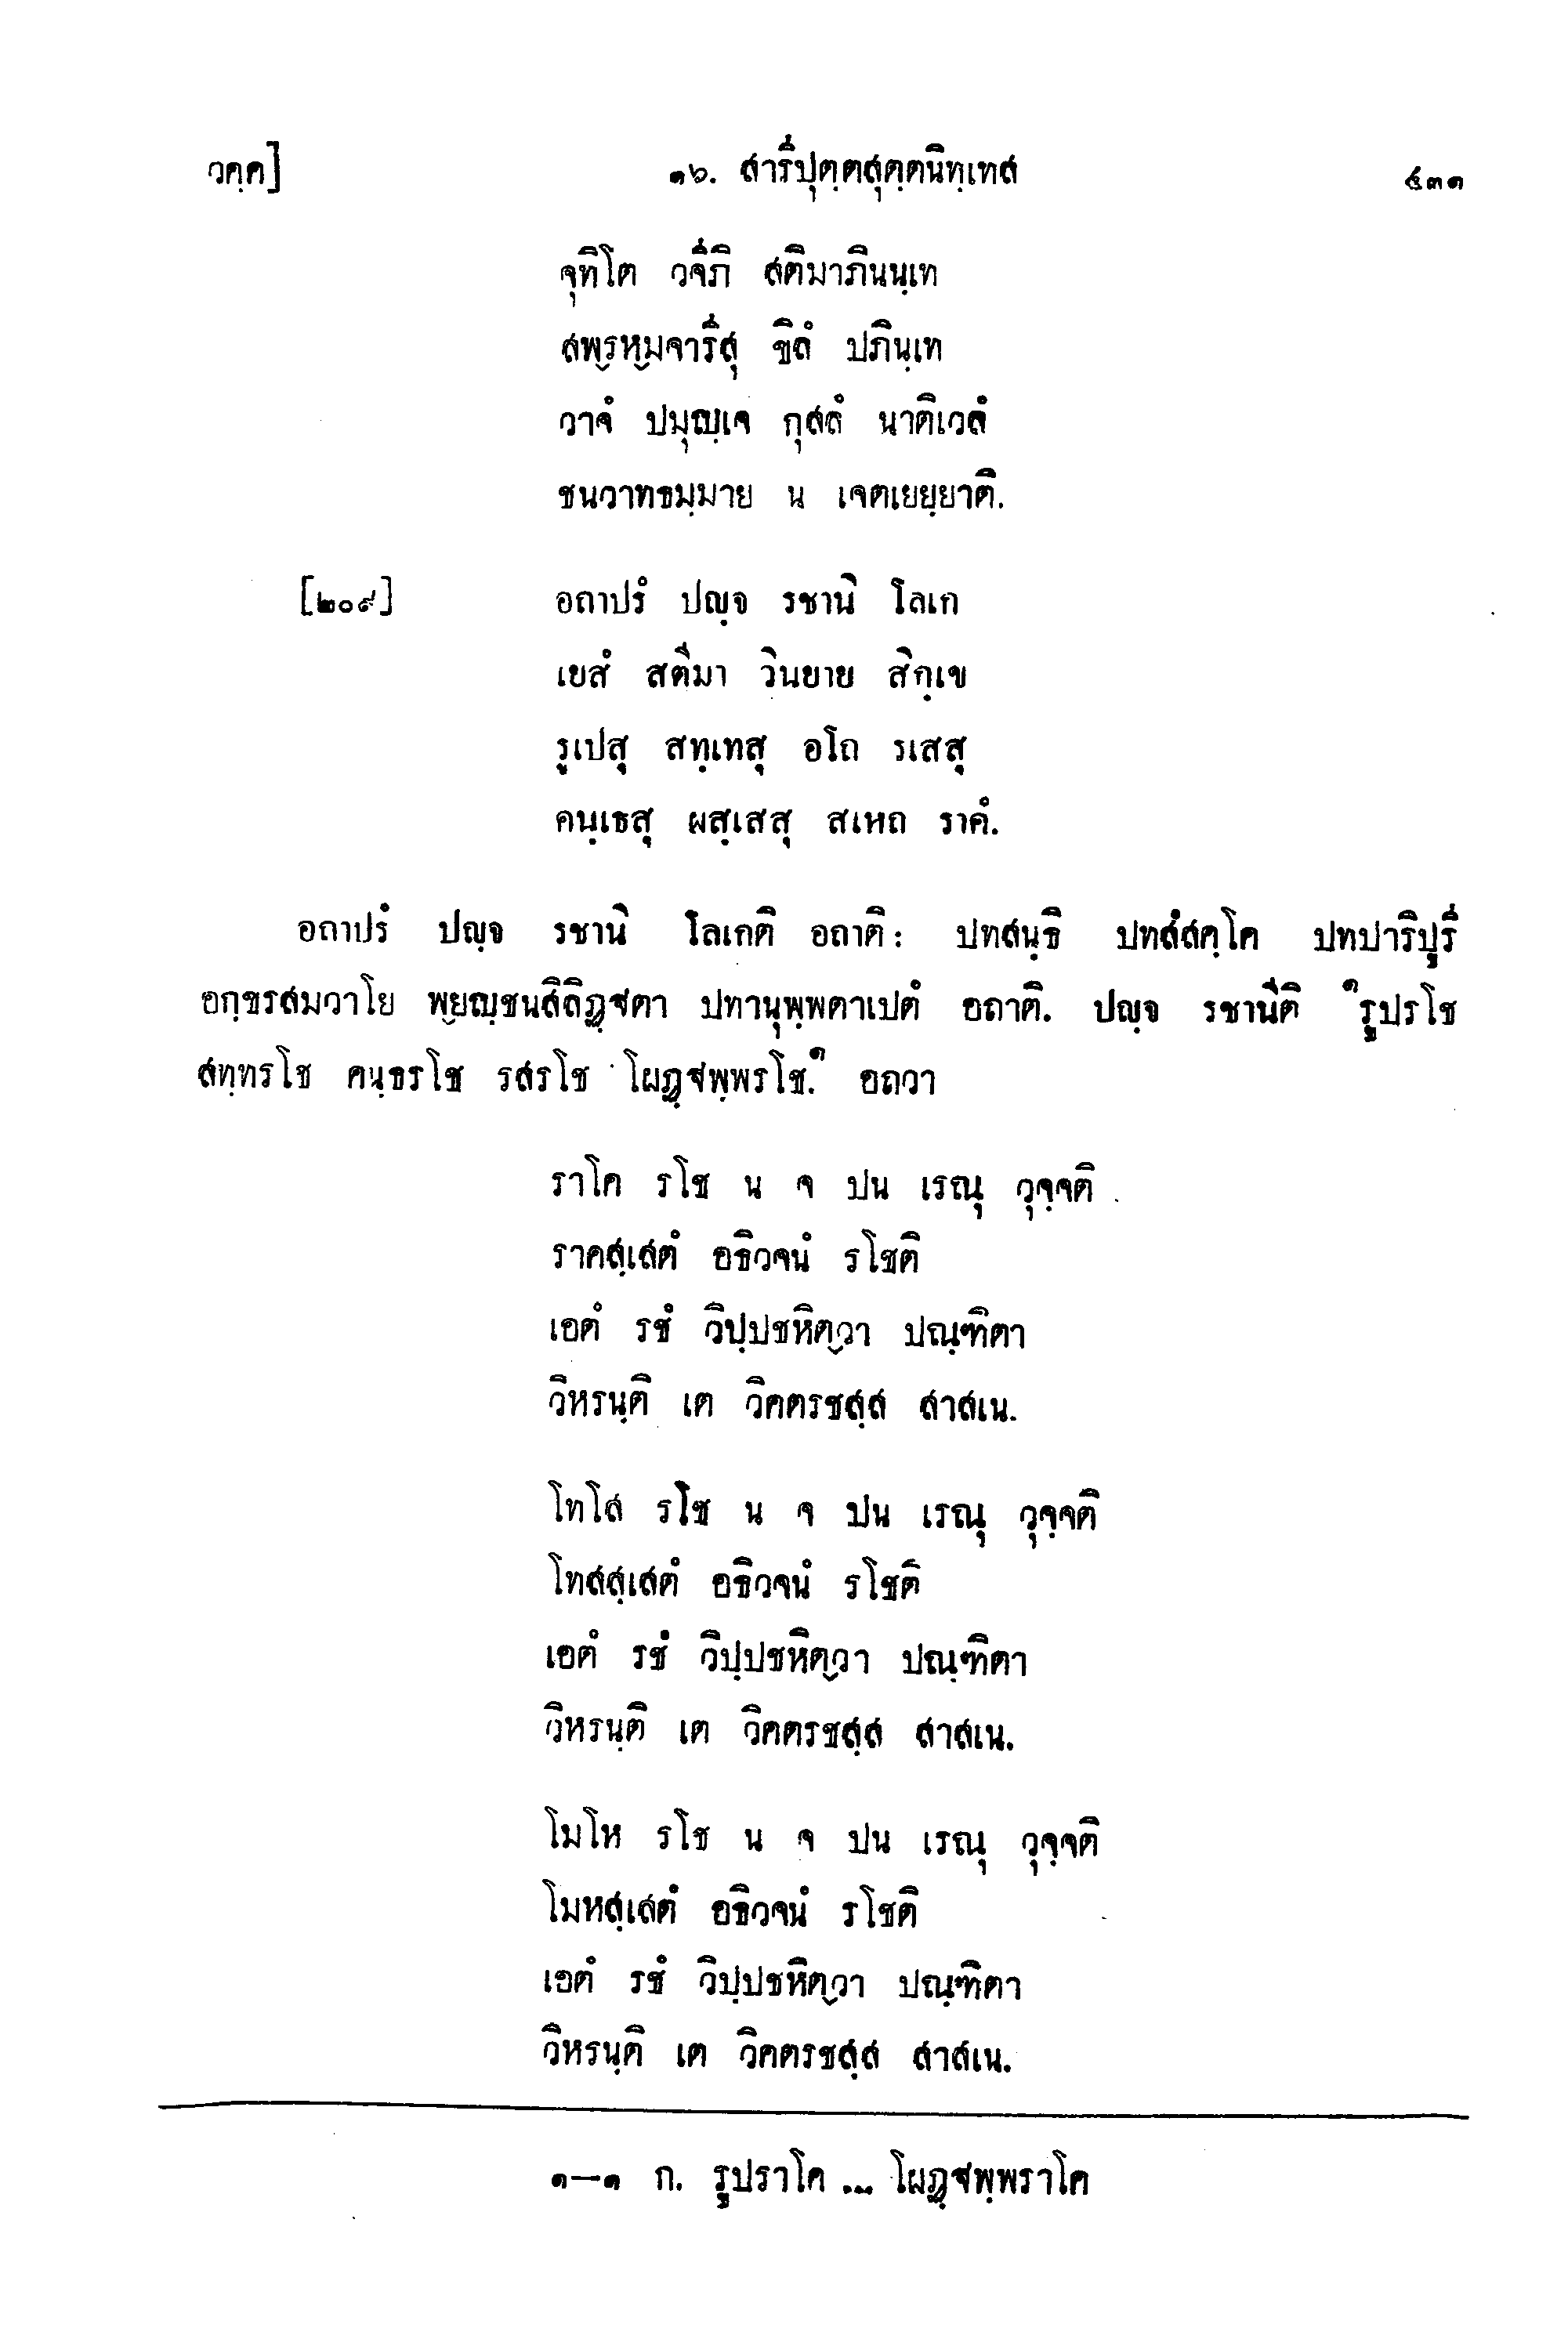 วคฺค] ๑๖. สารีปุตฺตสุตฺตนิทฺเทส ๕๓๑
จุทิโต วจีภิ สติมาภินนฺเท
สพฺรหฺมจารีสุ ขิลํ ปภินฺเท
วาจํ ปมุญฺเจ กุสลํ นาติเวลํ
ชนวาทธมฺมาย น เจตเยยฺยาติ.
[๒๐๙] อถาปรํ ปญฺจ รชานิ โลเก
เยสํ สตีมา วินยาย สิกฺเข
รูเปสุ สทฺเทสุ อโถ รเสสุ
คนฺเธสุ ผสฺเสสุ สเหถ ราคํ.
อถาปรํ ปญฺจ รชานิ โลเกติ อถาติ: ปทสนฺธิ ปทสํสคฺโค ปทปาริปูรี
อกฺขรสมวาโย พฺยญฺชนสิลิฏฺฐตา ปทานุพฺพตาเปตํ อถาติ. ปญฺจ รชานีติ ๑รูปรโช
สทฺทรโช คนฺธรโช รสรโช โผฏฺฐพฺพรโช.๑ อถวา
ราโค รโช น จ ปน เรณุ วุจฺจติ
ราคสฺเสตํ อธิวจนํ รโชติ
เอตํ รชํ วิปฺปชหิตฺวา ปณฺฑิตา
วิหรนฺติ เต วิคตรชสฺส สาสเน.
โทโส รโช น จ ปน เรณุ วุจฺจติ
โทสสฺเสตํ อธิวจนํ รโชติ
เอตํ รชํ วิปฺปชหิตฺวา ปณฺฑิตา
วิหรนฺติ เต วิคตรชสฺส สาสเน.
โมโห รโช น จ ปน เรณุ วุจฺจติ
โมหสฺเสตํ อธิวจนํ รโชติ
เอตํ รชํ วิปฺปชหิตฺวา ปณฺฑิตา
วิหรนฺติ เต วิคตรชสฺส สาสเน.
๑—๑ ก. รูปราโค ... โผฏฺฐพฺพราโค